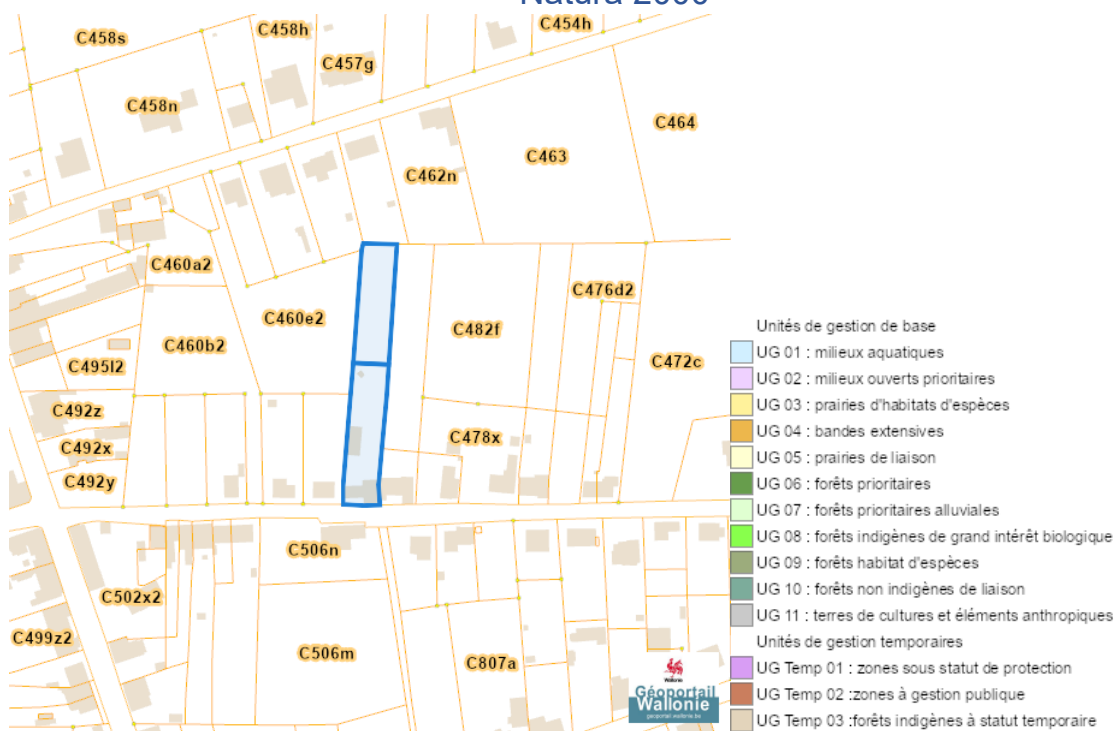 Natura 2000
C458s
C458h
C454h
C457g
C458n
C464
C463
C462n
C460a2
C476d2
C460e2
C482f
C460b2
C472c
C495l2
C492z
C478x
C492x
C492y
C506n
C502x2
C499z2
C506m
C807a
Unités de gestion de base
UG 01 : milieux aquatiques
UG 02 : milieux ouverts prioritaires
UG 03 : prairies d'habitats d'espèces
UG 04 : bandes extensives
UG 05 : prairies de liaison
UG 06 : forêts prioritaires
UG 07 : forêts prioritaires alluviales
UG 08 : forêts indigènes de grand intérêt biologique
UG 09 : forêts habitat d'espèces
UG 10 : forêts non indigènes de liaison
UG 11 : terres de cultures et éléments anthropiques
Unités de gestion temporaires
UG Temp 01 : zones sous statut de protection
UG Temp 02 :zones à gestion publique
UG Temp 03 :forêts indigènes à statut temporaire
Wallonie
Géoportail
Wallonie
geoportail.wallonie.be